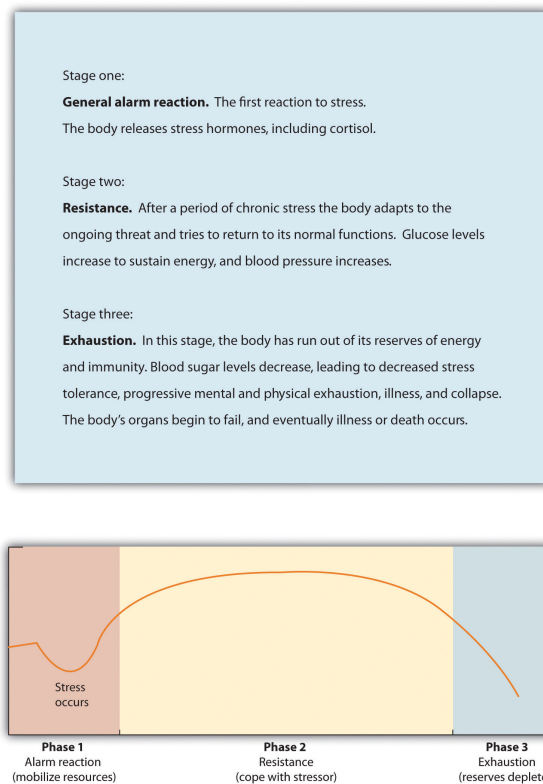 Stage one:
General alarm reaction. The first reaction to stress.
The body releases stress hormones, including cortisol.
Stage two:
Resistance. After a period of chronic stress the body adapts to the
ongoing threat and tries to return to its normal functions. Glucose levels
increase to sustain energy, and blood pressure increases.
Stage three:
Exhaustion. In this stage, the body has run out of its reserves of energy
and immunity. Blood sugar levels decrease, leading to decreased stress
tolerance, progressive mental and physical exhaustion, illness, and collapse.
The body's organs begin to fail, and eventually illness or death occurs.
Stress
occurs
Phase 1
Alarm reaction
(mobilize resources)
Phase 2
Resistance
(cope with stressor)
Phase 3
Exhaustion
(reserves